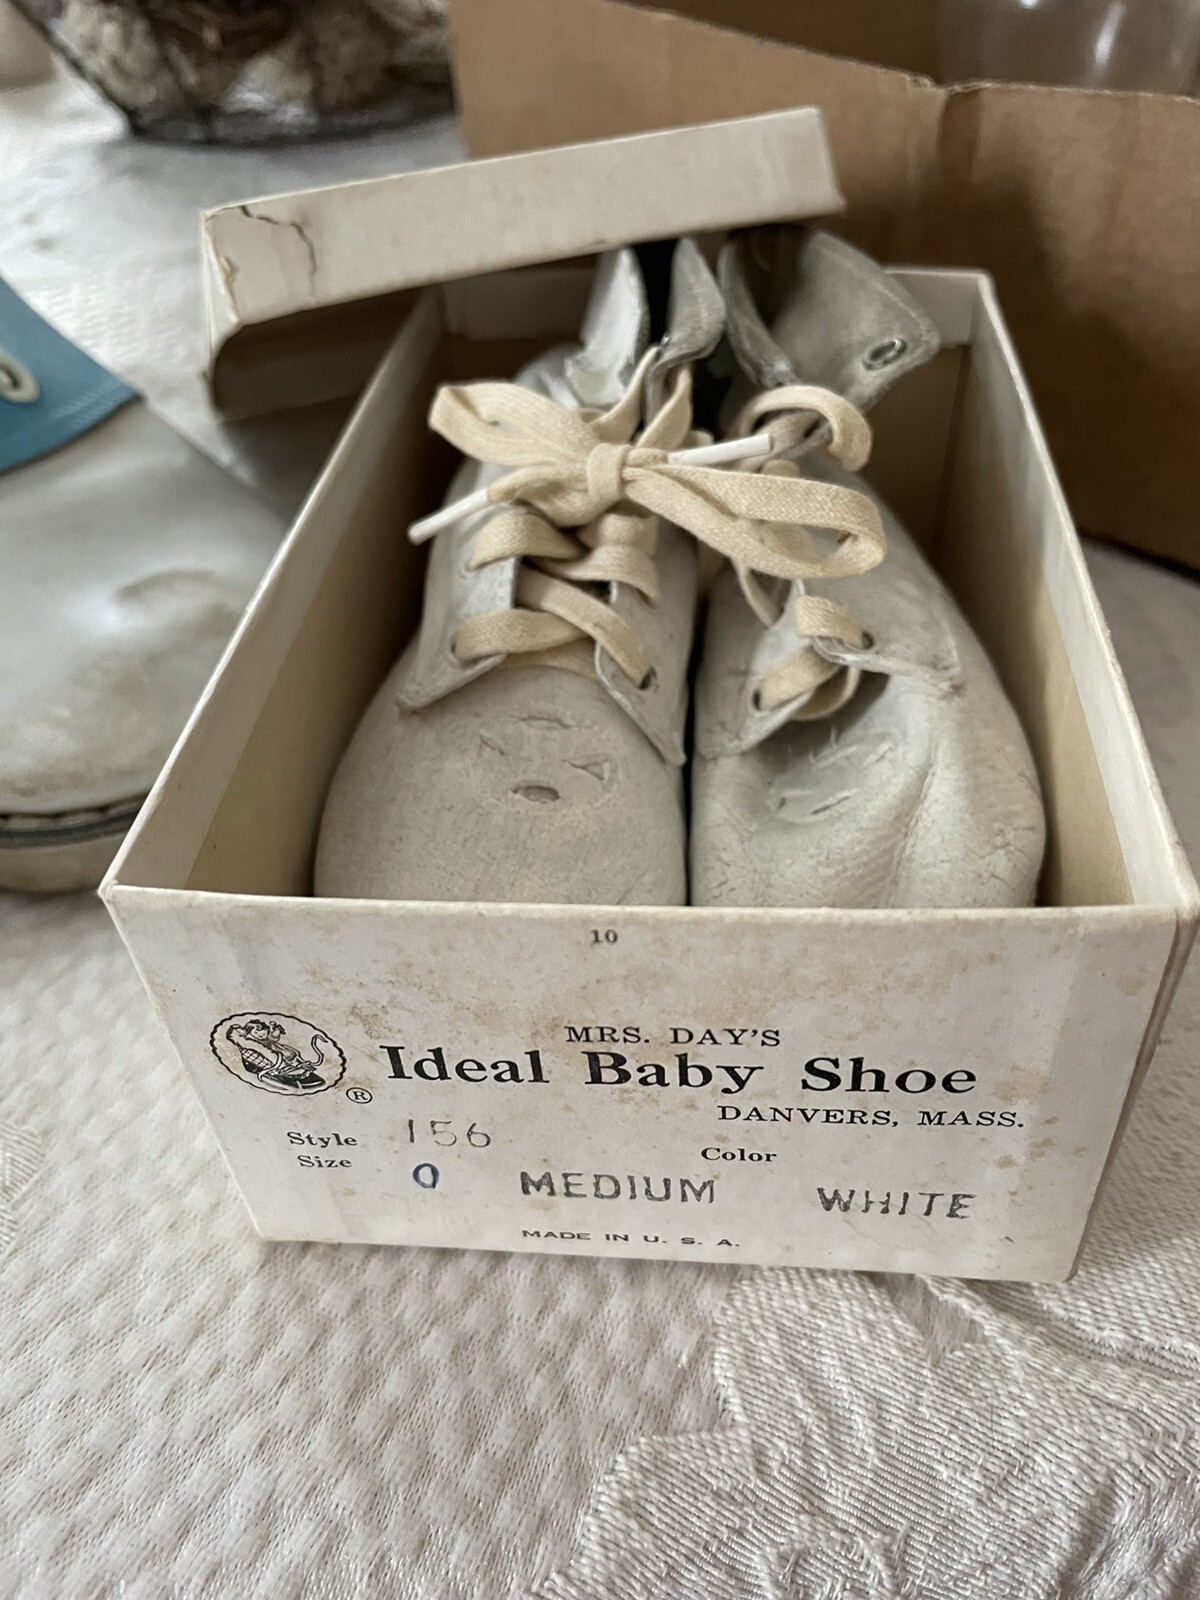 10
MRS. DAY'S
Ideal Baby Shoe
®
DANVERS, MASS.
Style 156
Color
Size 0 MEDIUM WHITE
MADE IN U. S. A.